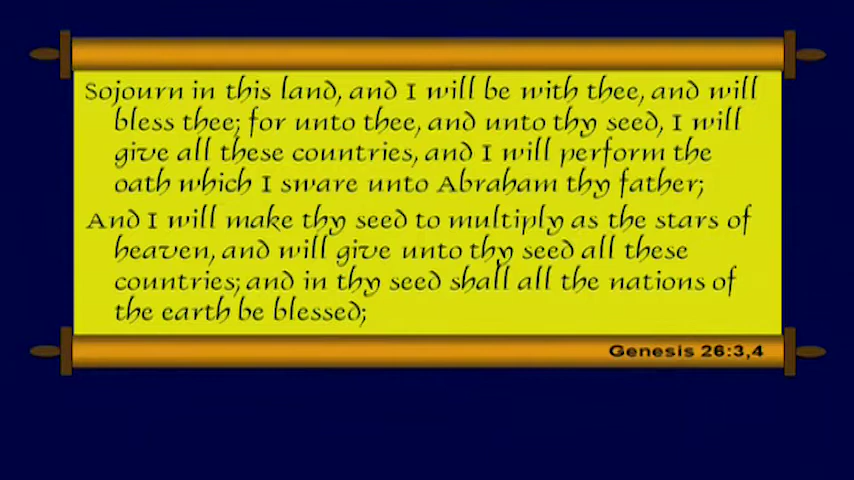 Sojourn in this land, and I will be with thee, and will
bless thee; for unto thee, and unto thy seed, I will
give all these countries, and I will perform the
oath which I sware unto Abraham thy father;
And I will make thy seed to multiply as the stars of
heaven, and will give unto thy seed all these
countries; and in thy seed shall all the nations of
the earth be blessed;
Genesis 26:3,4